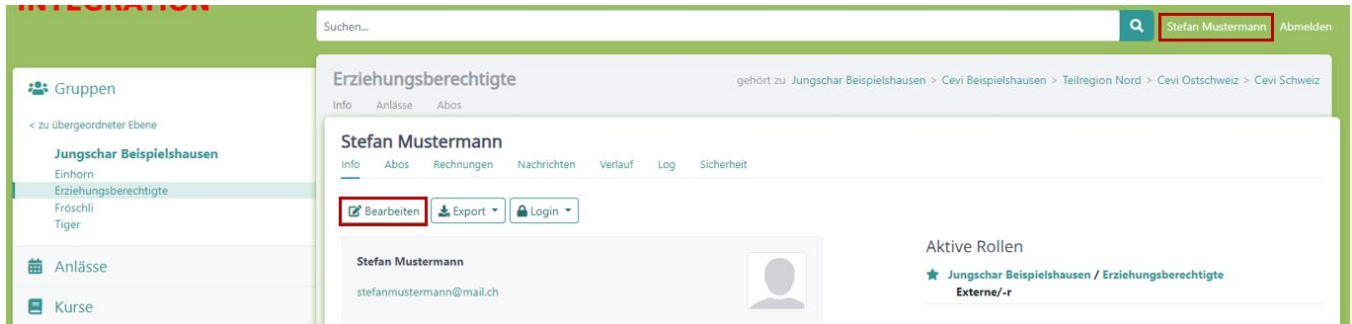 INTEGRATION
Suchen...
Stefan Mustermann Abmelden
Gruppen
< zu übergeordneter Ebene
Jungschar Beispielshausen
Einhorn
Erziehungsberechtigte
Fröschli
Tiger
Anlässe
Kurse
Erziehungsberechtigte
gehört zu Jungschar Beispielshausen > Cevi Beispielshausen > Teilregion Nord > Cevi Ostschweiz > Cevi Schweiz
Info Anlässe Abos
Stefan Mustermann
Info Abos Rechnungen Nachrichten Verlauf Log Sicherheit
Bearbeiten Export Login
Stefan Mustermann
stefanmustermann@mail.ch
Aktive Rollen
Jungschar Beispielshausen / Erziehungsberechtigte
Externe/-r